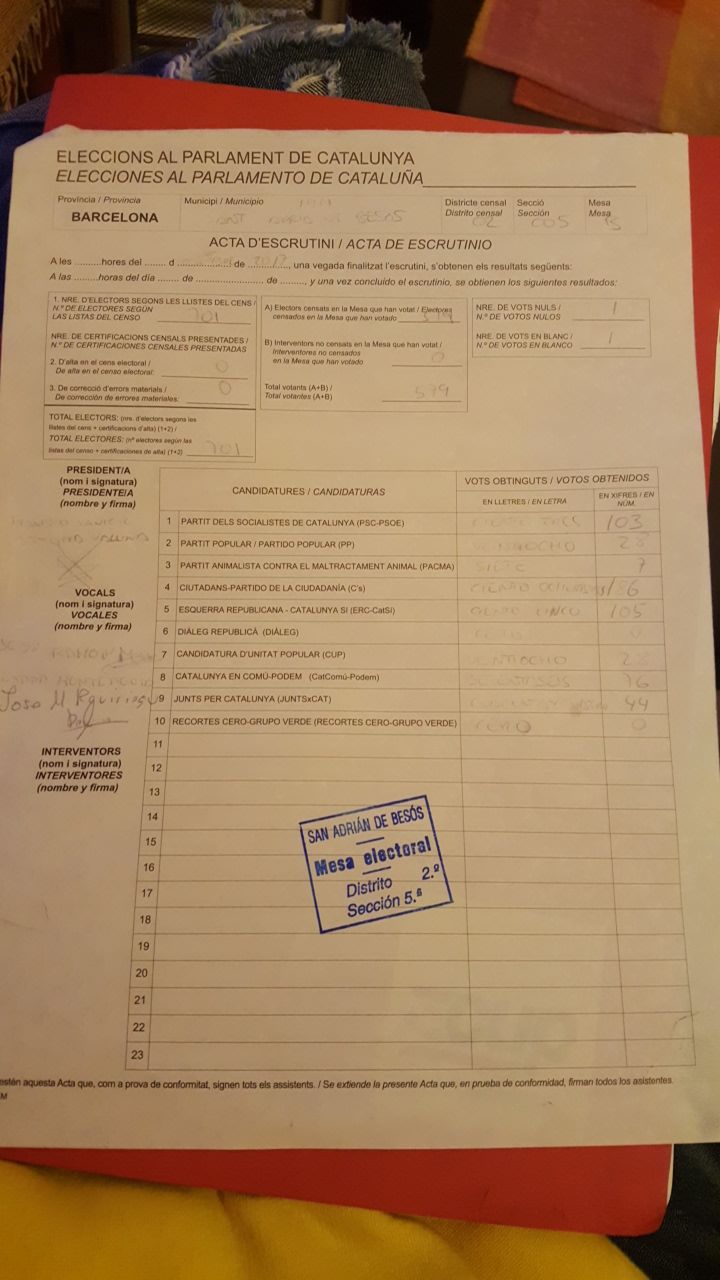 ELECCIONS AL PARLAMENT DE CATALUNYA
ELECCIONES AL PARLAMENTO DE CATALUÑA
Provincia / Provincia
BARCELONA
Municipi / Municipio
BESOS
Districte censal
Distrito censal
02
Secció
Sección
005
Mesa
Mesa
ACTA D'ESCRUTINI / ACTA DE ESCRUTINIO
A les .........hores del ...... d ................ de ............., una vegada finalitzat l'escrutini, s'obtenen els resultats següents:
A las .........horas del día ...... de ........................ de ........, y una vez concluido el escrutinio, se obtienen los siguientes resultados:
1. NRE. D'ELECTORS SEGONS LES LLISTES DEL CENS /
N.º DE ELECTORES SEGÚN
LAS LISTAS DEL CENSO 701
NRE. DE CERTIFICACIONS CENSALS PRESENTADES /
N.º DE CERTIFICACIONES CENSALES PRESENTADAS
2. D'alta en el cens electoral /
De alta en el censo electoral: 0
3. De correcció d'errors materials /
De corrección de errores materiales: 0
TOTAL ELECTORS: (nre. d'electors segons les
llistes del cens + certificacions d'alta) (1+2) /
TOTAL ELECTORES: (nº electores según las
listas del censo + certificaciones de alta) (1+2) 701
A) Electors censats en la Mesa que han votat / Electores
censados en la Mesa que han votado 579
B) Interventors no censats en la Mesa que han votat /
Interventores no censados
en la Mesa que han votado 0
Total votants (A+B) /
Total votantes (A+B) 579
NRE. DE VOTS NULS /
N.º DE VOTOS NULOS 1
NRE. DE VOTS EN BLANC /
N.º DE VOTOS EN BLANCO 1
PRESIDENT/A
(nom i signatura)
PRESIDENTE/A
(nombre y firma)
VOCALS
(nom i signatura)
VOCALES
(nombre y firma)
Jose M
INTERVENTORS
(nom i signatura)
INTERVENTORES
(nombre y firma)
CANDIDATURES / CANDIDATURAS
VOTS OBTINGUTS / VOTOS OBTENIDOS
EN LLETRES / EN LETRA
EN XIFRES / EN NÚM.
1 PARTIT DELS SOCIALISTES DE CATALUNYA (PSC-PSOE) CIENTO TRES 103
2 PARTIT POPULAR / PARTIDO POPULAR (PP) VEINTIOCHO 28
3 PARTIT ANIMALISTA CONTRA EL MALTRACTAMENT ANIMAL (PACMA) SIETE 7
4 CIUTADANS-PARTIDO DE LA CIUDADANÍA (C's) CIENTO 186
5 ESQUERRA REPUBLICANA - CATALUNYA SÍ (ERC-CatSí) CIENTO CINCO 105
6 DIÀLEG REPUBLICÀ (DIÀLEG) CERO 0
7 CANDIDATURA D'UNITAT POPULAR (CUP) VEINTIOCHO 28
8 CATALUNYA EN COMÚ-PODEM (CatComú-Podem) 76
9 JUNTS PER CATALUNYA (JUNTSxCAT) 44
10 RECORTES CERO-GRUPO VERDE (RECORTES CERO-GRUPO VERDE) CERO 0
11
12
13
14
15
16
17
18
19
20
21
22
23
SAN ADRIÁN DE BESÓS
Mesa electoral
Distrito 2.º
Sección 5.ª
estén aquesta Acta que, com a prova de conformitat, signen tots els assistents. / Se extiende la presente Acta que, en prueba de conformidad, firman todos los asistentes.
M